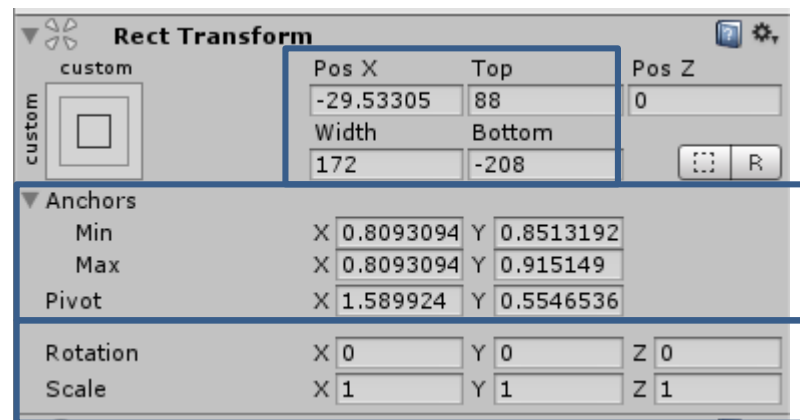 Rect Transform
custom
custom
Pos X Top Pos Z
-29.53305 88 0
Width Bottom
172 -208 R
Anchors
Min X 0.8093094 Y 0.8513192
Max X 0.8093094 Y 0.915149
Pivot X 1.589924 Y 0.5546536
Rotation X 0 Y 0 Z 0
Scale X 1 Y 1 Z 1